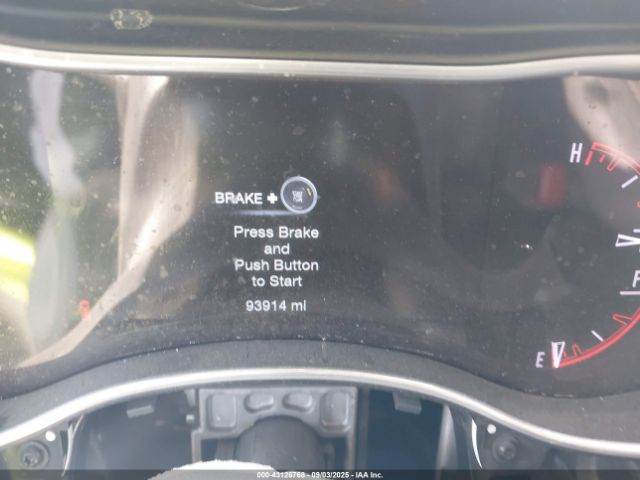 H
BRAKE +
Press Brake
and
Push Button
to Start
93914 mi
F
E
000-43126768 - 09/03/2025 - IAA Inc.